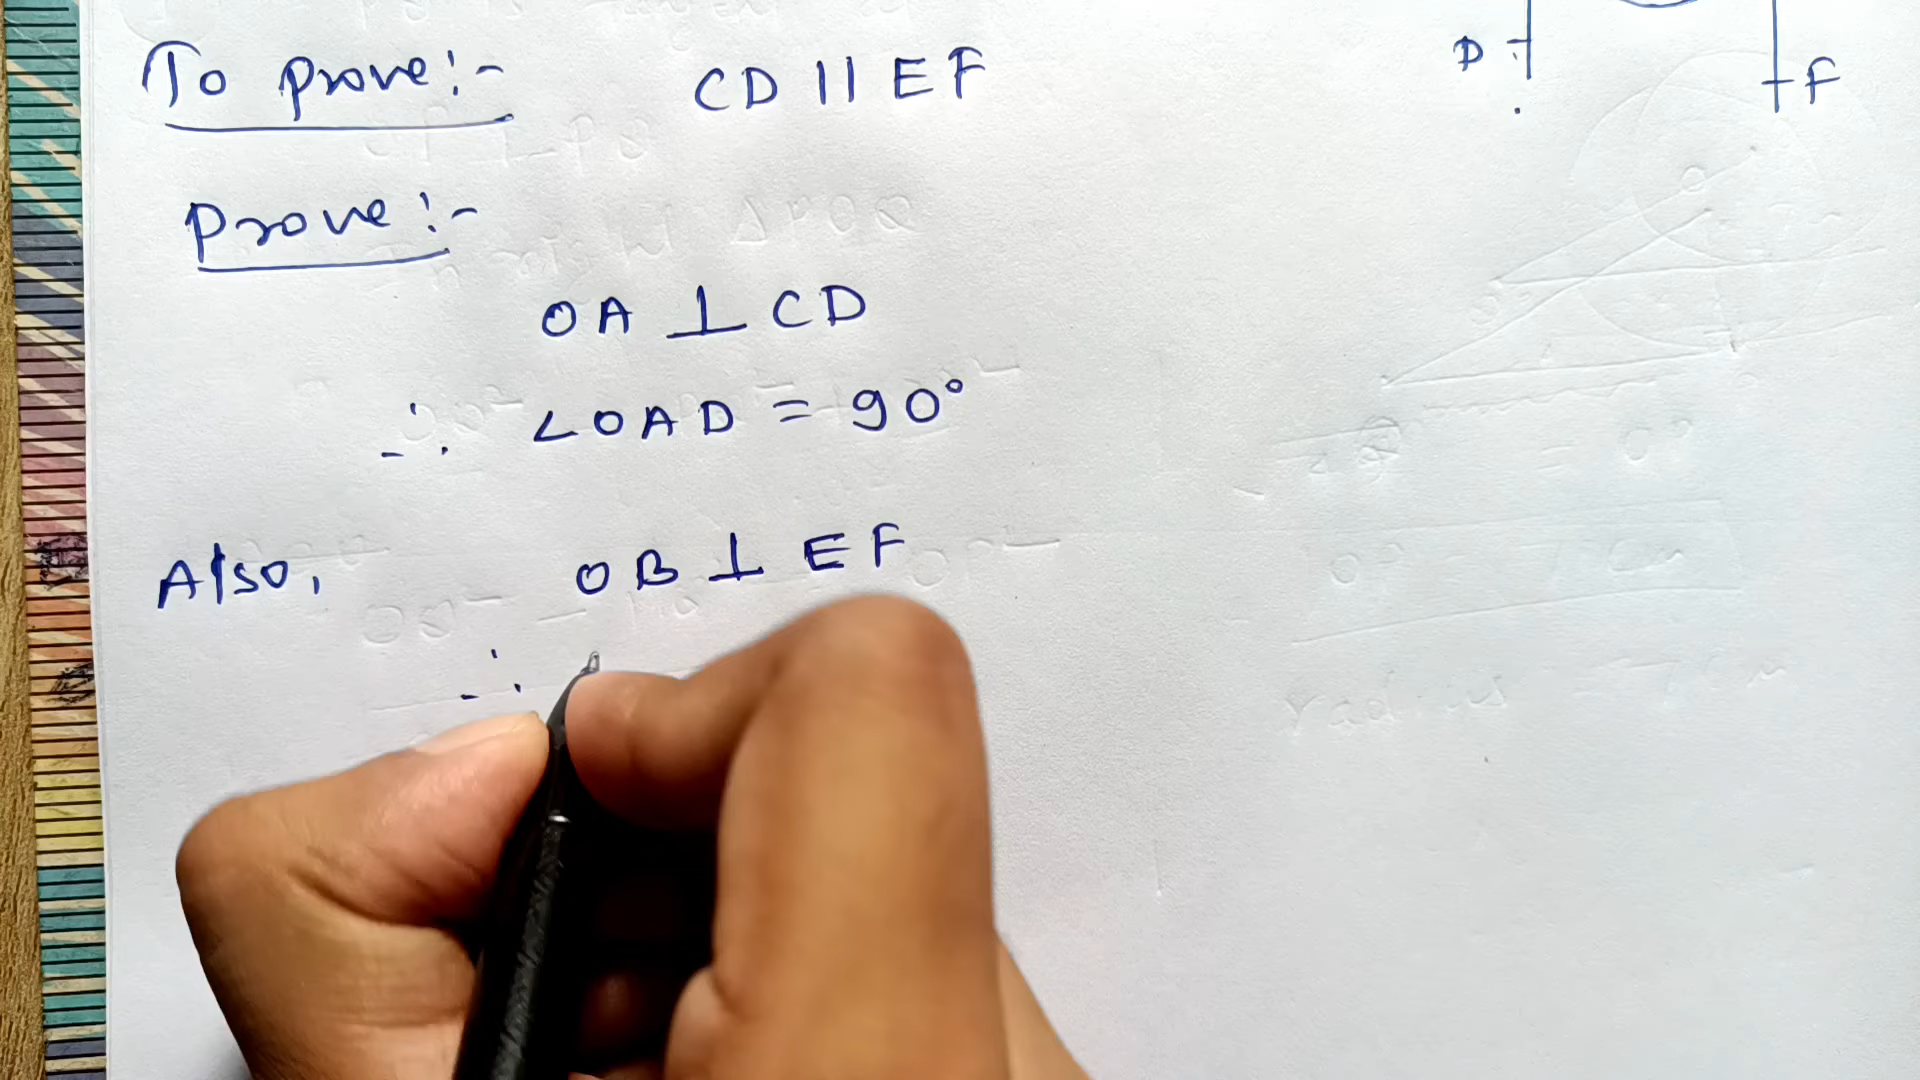 To prove:- CD || EF
D
F
Prove:-
OA ⊥ CD
∴ ∠OAD = 90°
Also, OB ⊥ EF
∴